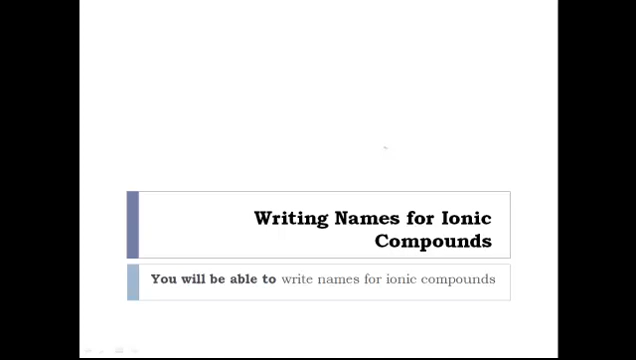 Writing Names for Ionic
Compounds
You will be able to write names for ionic compounds